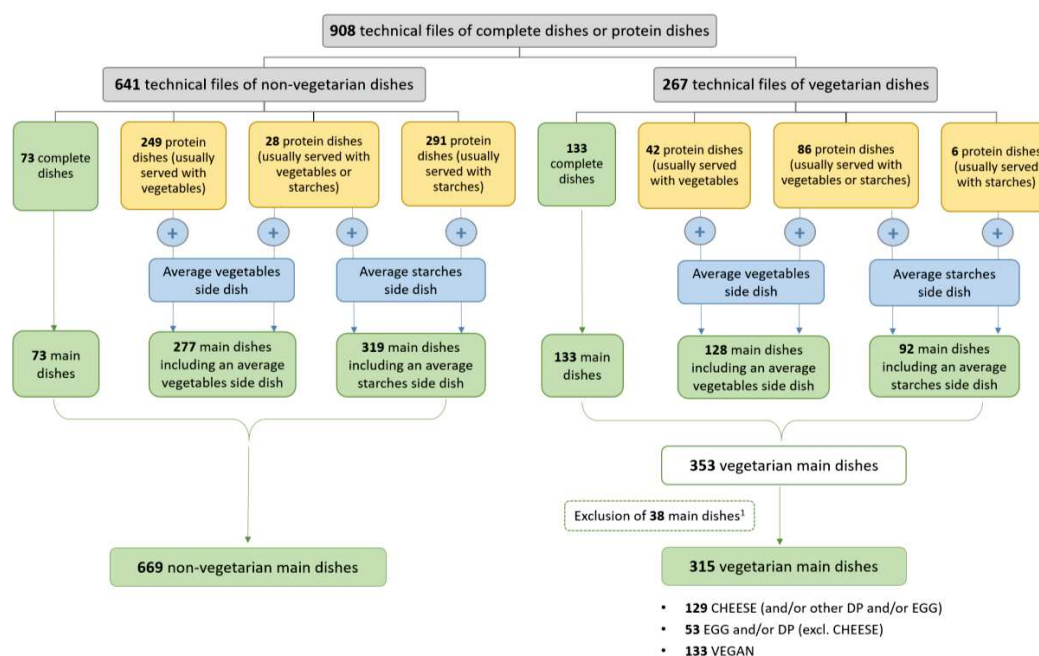 908 technical files of complete dishes or protein dishes
641 technical files of non-vegetarian dishes
267 technical files of vegetarian dishes
73 complete
dishes
249 protein
dishes (usually
served with
vegetables)
28 protein dishes
(usually served with
vegetables or
starches)
291 protein
dishes (usually
served with
starches)
133
complete
dishes
42 protein dishes
(usually served
with vegetables
86 protein dishes
(usually served with
vegetables or starches)
6 protein dishes
(usually served
with starches)
+
+
+
+
+
+
+
+
Average vegetables
side dish
Average starches
side dish
Average vegetables
side dish
Average starches
side dish
73 main
dishes
277 main dishes
including an average
vegetables side dish
319 main dishes
including an average
starches side dish
133 main
dishes
128 main dishes
including an average
vegetables side dish
92 main dishes
including an average
starches side dish
353 vegetarian main dishes
Exclusion of 38 main dishes¹
669 non-vegetarian main dishes
315 vegetarian main dishes
• 129 CHEESE (and/or other DP and/or EGG)
• 53 EGG and/or DP (excl. CHEESE)
• 133 VEGAN